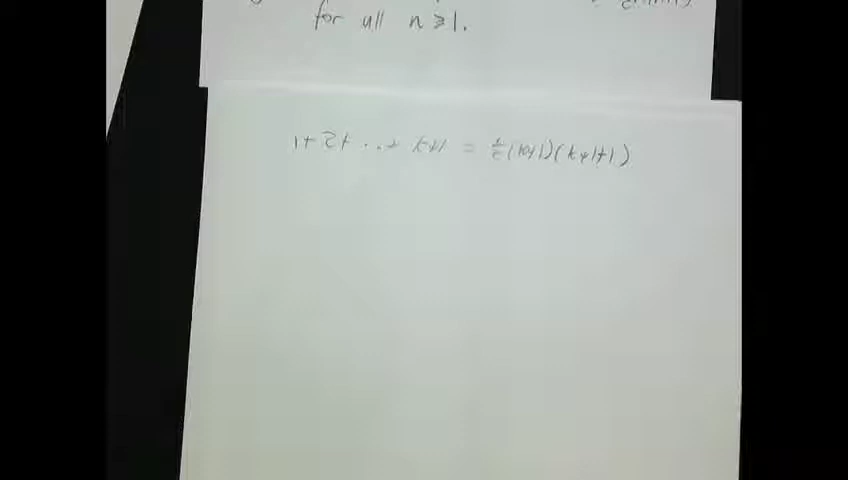 for all n ≥ 1.
1+2+ ... + k+1 = ½(k+1)(k+1+1)